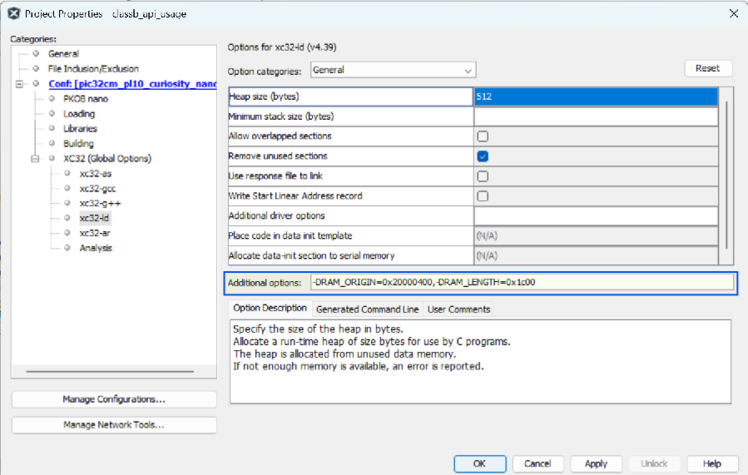 Project Properties - classb_api_usage
Categories:
General
File Inclusion/Exclusion
Conf: [pic32cm_pl10_curiosity_nano
PKOB nano
Loading
Libraries
Building
XC32 (Global Options)
xc32-as
xc32-gcc
xc32-g++
xc32-ld
xc32-ar
Analysis
Manage Configurations...
Manage Network Tools...
Options for xc32-ld (v4.39)
Option categories: General
Reset
Heap size (bytes) 512
Minimum stack size (bytes)
Allow overlapped sections
Remove unused sections
Use response file to link
Write Start Linear Address record
Additional driver options
Place code in data init template (N/A)
Allocate data-init section to serial memory (N/A)
Additional options: -DRAM_ORIGIN=0x20000400,-DRAM_LENGTH=0x1c00
Option Description Generated Command Line User Comments
Specify the size of the heap in bytes.
Allocate a run-time heap of size bytes for use by C programs.
The heap is allocated from unused data memory.
If not enough memory is available, an error is reported.
OK Cancel Apply Unlock Help